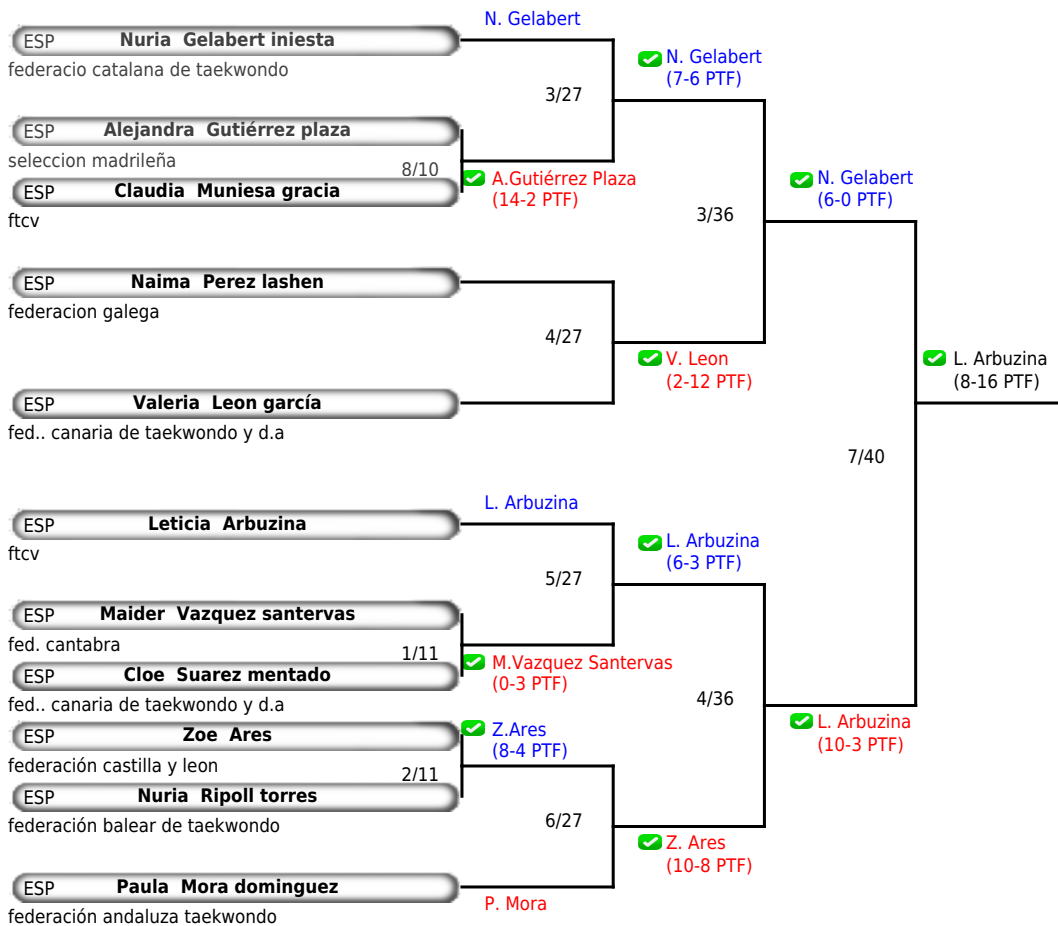 N. Gelabert
ESP Nuria Gelabert iniesta
federacio catalana de taekwondo
N. Gelabert
(7-6 PTF)
3/27
ESP Alejandra Gutiérrez plaza
seleccion madrileña
8/10
A.Gutiérrez Plaza
(14-2 PTF)
ESP Claudia Muniesa gracia
ftcv
N. Gelabert
(6-0 PTF)
3/36
ESP Naima Perez lashen
federacion galega
4/27
V. Leon
(2-12 PTF)
L. Arbuzina
(8-16 PTF)
ESP Valeria Leon garcía
fed.. canaria de taekwondo y d.a
7/40
L. Arbuzina
ESP Leticia Arbuzina
ftcv
L. Arbuzina
(6-3 PTF)
5/27
ESP Maider Vazquez santervas
fed. cantabra
1/11
M.Vazquez Santervas
(0-3 PTF)
ESP Cloe Suarez mentado
fed.. canaria de taekwondo y d.a
4/36
L. Arbuzina
(10-3 PTF)
ESP Zoe Ares
Z.Ares
(8-4 PTF)
federación castilla y leon
2/11
ESP Nuria Ripoll torres
federación balear de taekwondo
6/27
Z. Ares
(10-8 PTF)
ESP Paula Mora dominguez
P. Mora
federación andaluza taekwondo